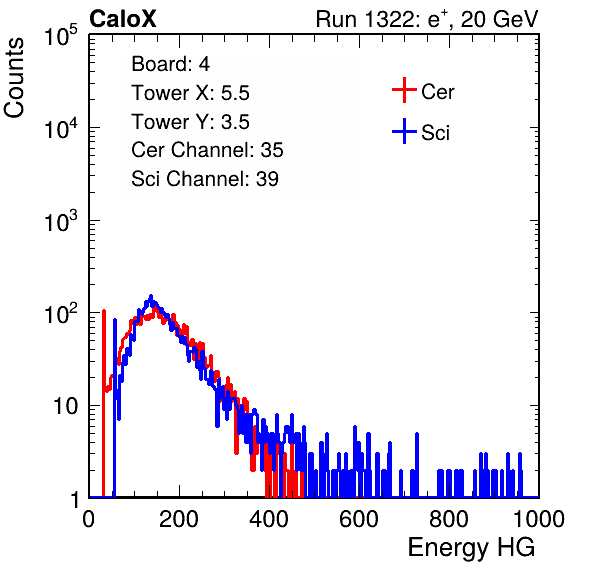 CaloX Run 1322: e⁺, 20 GeV
Counts
Board: 4
Tower X: 5.5
Tower Y: 3.5
Cer Channel: 35
Sci Channel: 39
Cer
Sci
10⁵
10⁴
10³
10²
10
1
0 200 400 600 800 1000
Energy HG